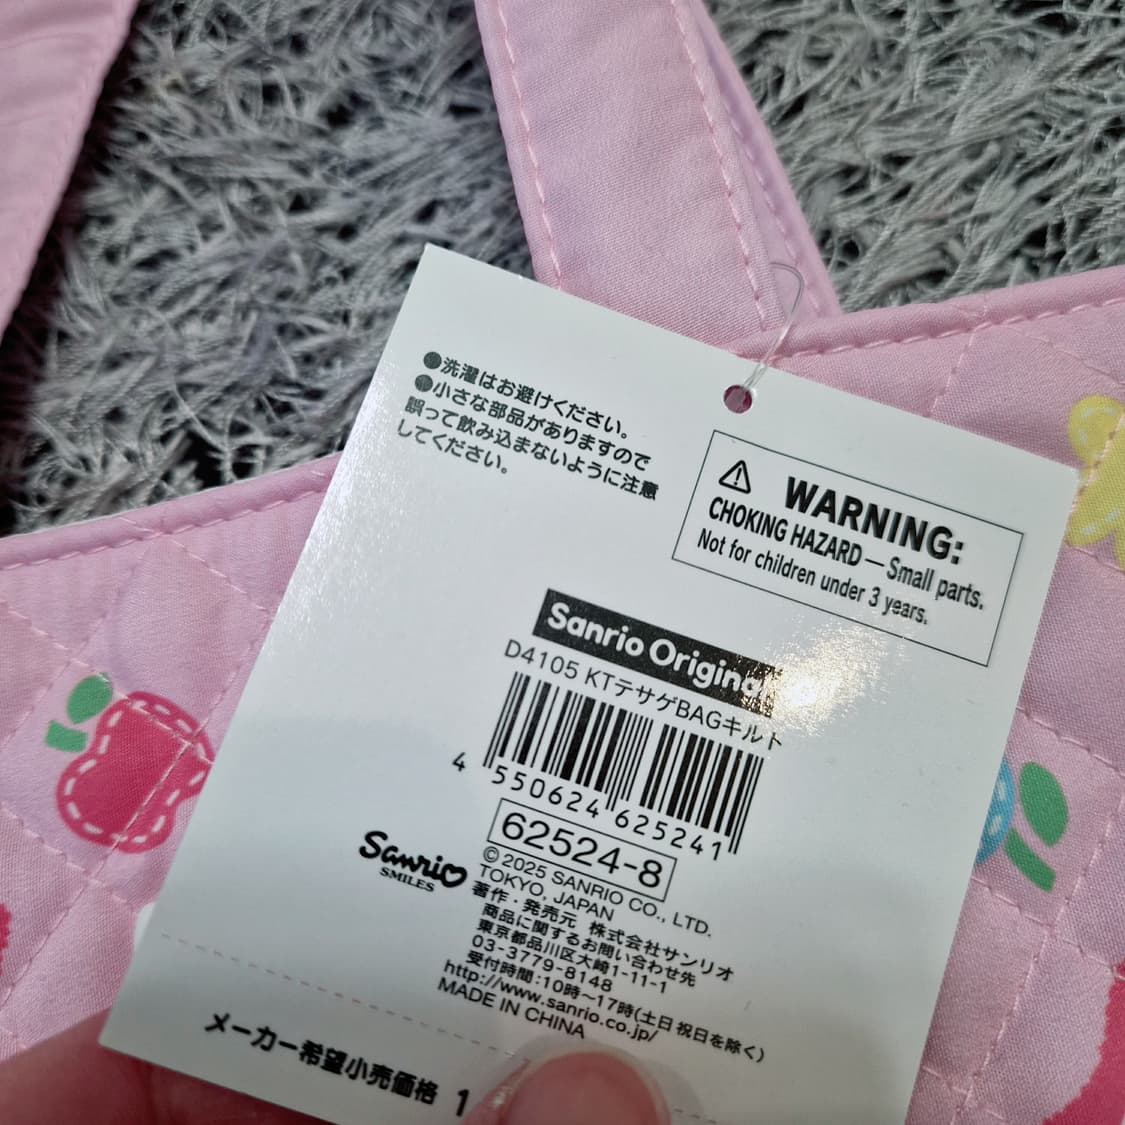 ●洗濯はお避けください。
●小さな部品がありますので
誤って飲み込まないように注意
してください。
WARNING:
CHOKING HAZARD—Small parts.
Not for children under 3 years.
Sanrio Original
D4105 KTテサゲBAGキルト
4 550624 625241
62524-8
Sanrio
SMILES
© 2025 SANRIO CO., LTD.
TOKYO, JAPAN
著作・発売元 株式会社サンリオ
商品に関するお問い合わせ先
東京都品川区大崎1-11-1
03-3779-8148
受付時間:10時~17時(土日祝日を除く)
http://www.sanrio.co.jp/
MADE IN CHINA
メーカー希望小売価格 1